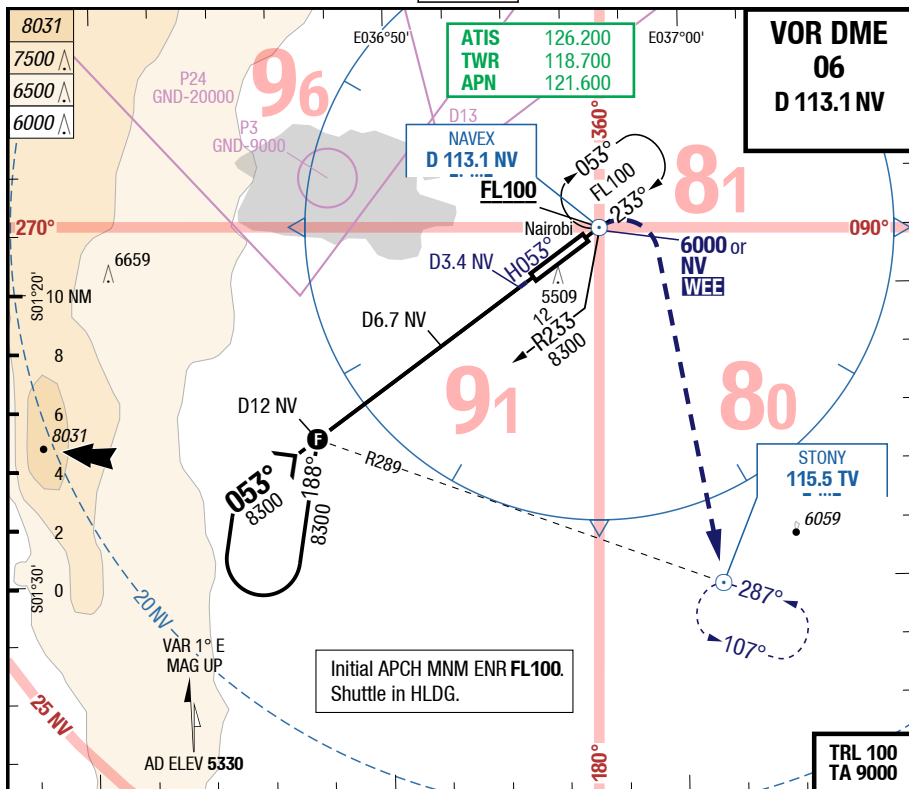 8031
7500
6500
6000
E036°50'
E037°00'
ATIS 126.200
TWR 118.700
APN 121.600
VOR DME
06
D 113.1 NV
P24
GND-20000
96
P3
GND-9000
D13
360°
NAVEX
D 113.1 NV
053°
FL100
233°
FL100
81
270°
090°
Nairobi
6000 or
NV
WEE
6659
S01°20'
D3.4 NV
H053°
5509
10 NM
12
R233
8300
D6.7 NV
8
91
80
6
D12 NV
8031
F
R289
STONY
115.5 TV
4
053°
8300
188°
8300
6059
2
S01°30'
0
20 NV
287°
107°
VAR 1° E
MAG UP
Initial APCH MNM ENR FL100.
Shuttle in HLDG.
25 NV
180°
AD ELEV 5330
TRL 100
TA 9000